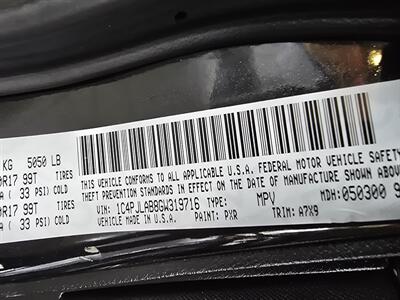 KG 5050 LB
R17 99T TIRES
A ( 33 PSI) COLD
R17 99T TIRES
A ( 33 PSI) COLD
THIS VEHICLE CONFORMS TO ALL APPLICABLE U.S.A. FEDERAL MOTOR VEHICLE SAFETY
THEFT PREVENTION STANDARDS IN EFFECT ON THE DATE OF MANUFACTURE
VEHICLE MADE IN U.S.A.
VIN: 1C4PJLAB8GW319716 TYPE: MPV MDH: 050300 9
PAINT: PXR TRIM: A7X9